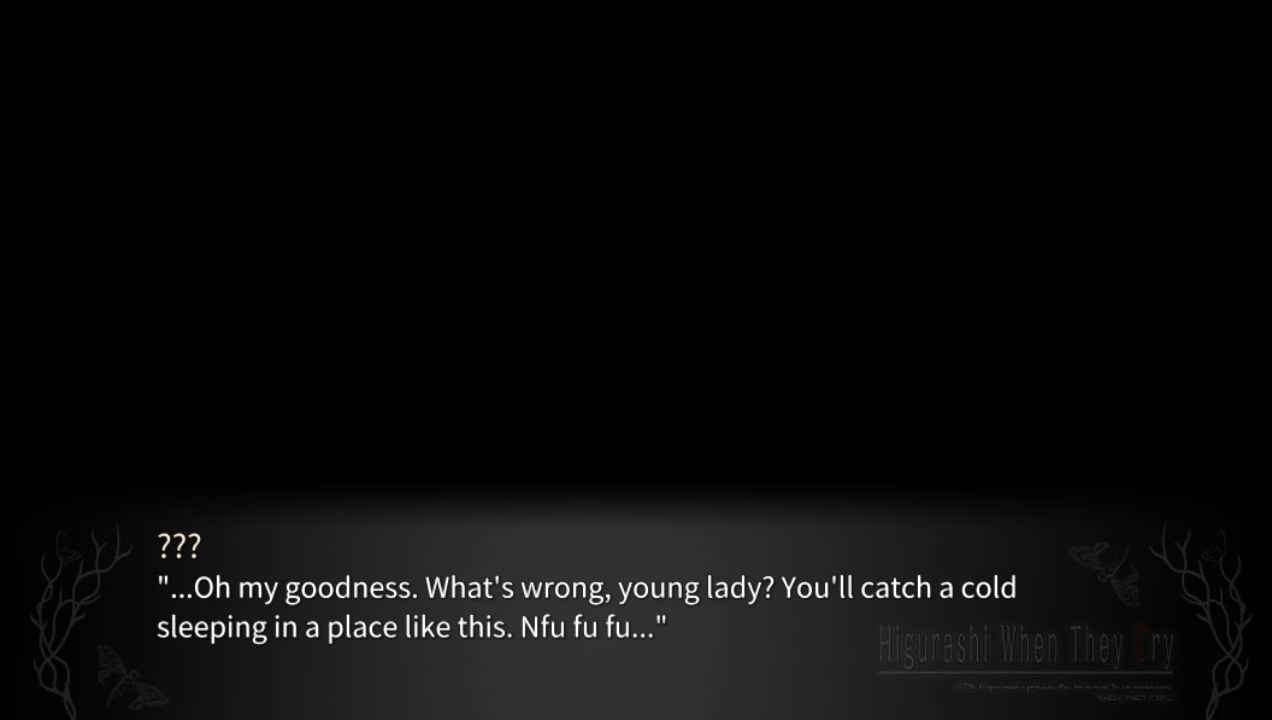 ???
"...Oh my goodness. What's wrong, young lady? You'll catch a cold
sleeping in a place like this. Nfu fu fu..."
Higurashi When They Cry